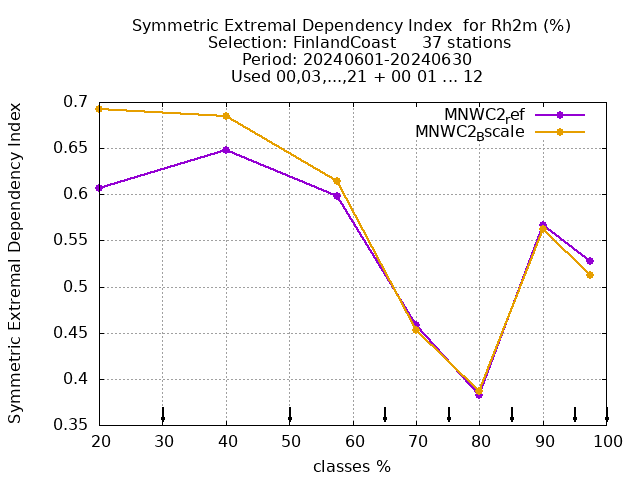 Symmetric Extremal Dependency Index  for Rh2m (%)
Selection: FinlandCoast     37 stations
Period: 20240601-20240630
Used 00,03,...,21 + 00 01 ... 12
Symmetric Extremal Dependency Index
0.7
0.65
0.6
0.55
0.5
0.45
0.4
0.35
MNWC2_ref
MNWC2_Bscale
20 30 40 50 60 70 80 90 100
classes %